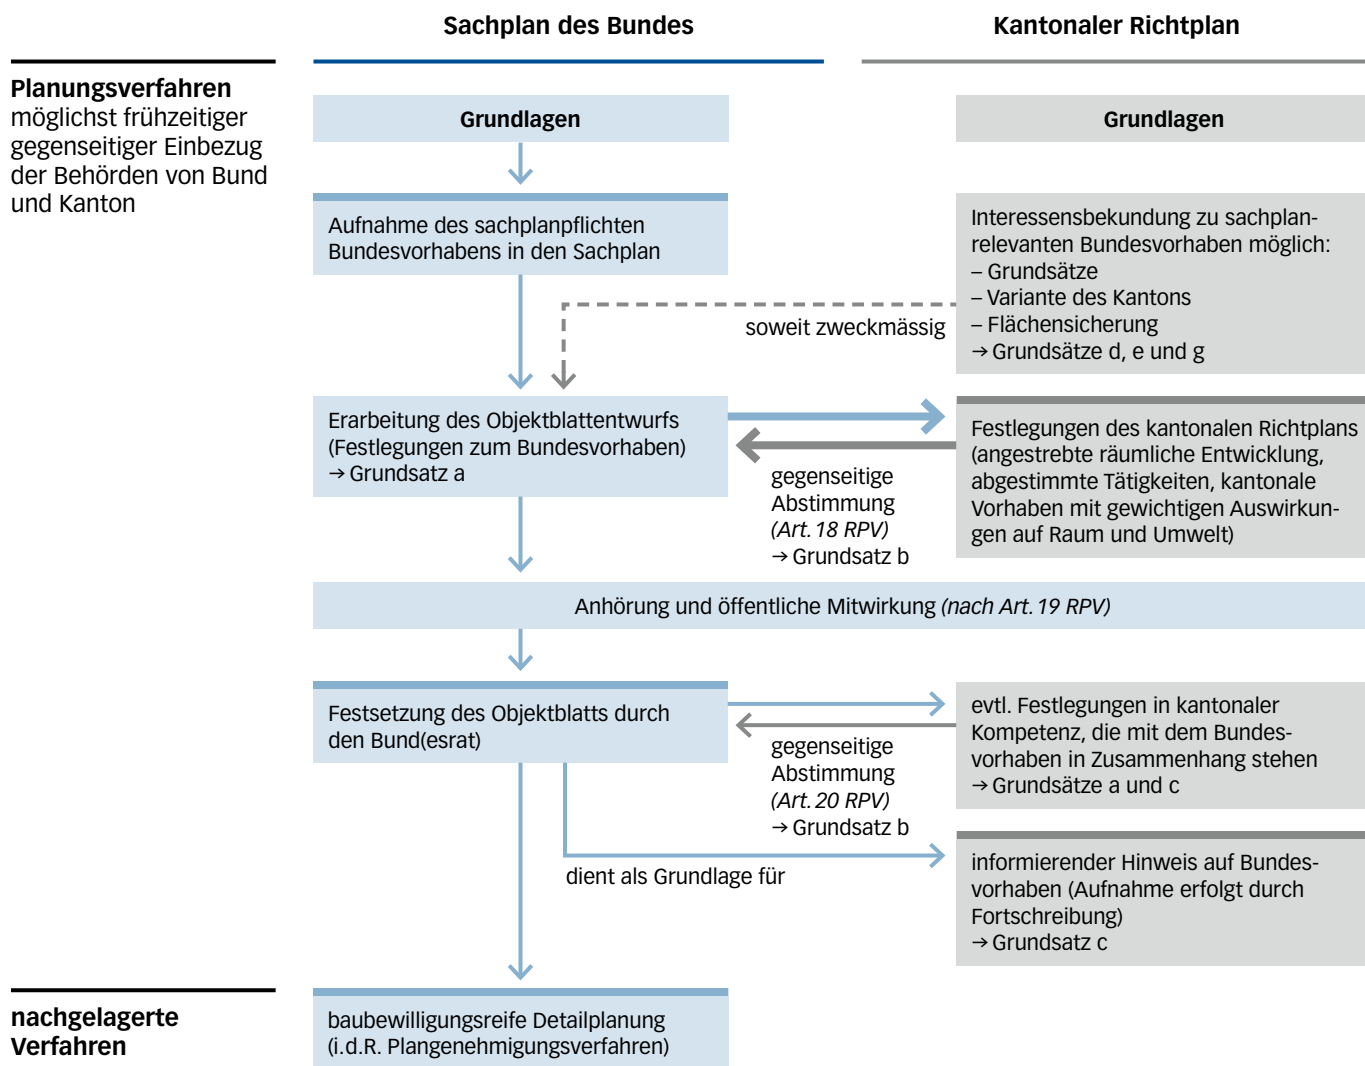 Sachplan des Bundes
Kantonaler Richtplan
Planungsverfahren
möglichst frühzeitiger
gegenseitiger Einbezug
der Behörden von Bund
und Kanton
Grundlagen
Grundlagen
Aufnahme des sachplanpflichten
Bundesvorhabens in den Sachplan
Interessensbekundung zu sachplan-
relevanten Bundesvorhaben möglich:
– Grundsätze
– Variante des Kantons
– Flächensicherung
→ Grundsätze d, e und g
soweit zweckmässig
Erarbeitung des Objektblattentwurfs
(Festlegungen zum Bundesvorhaben)
→ Grundsatz a
gegenseitige
Abstimmung
(Art. 18 RPV)
→ Grundsatz b
Festlegungen des kantonalen Richtplans
(angestrebte räumliche Entwicklung,
abgestimmte Tätigkeiten, kantonale
Vorhaben mit gewichtigen Auswirkun-
gen auf Raum und Umwelt)
Anhörung und öffentliche Mitwirkung (nach Art. 19 RPV)
Festsetzung des Objektblatts durch
den Bund(esrat)
gegenseitige
Abstimmung
(Art. 20 RPV)
→ Grundsatz b
evtl. Festlegungen in kantonaler
Kompetenz, die mit dem Bundes-
vorhaben in Zusammenhang stehen
→ Grundsätze a und c
dient als Grundlage für
informierender Hinweis auf Bundes-
vorhaben (Aufnahme erfolgt durch
Fortschreibung)
→ Grundsatz c
nachgelagerte
Verfahren
baubewilligungsreife Detailplanung
(i.d.R. Plangenehmigungsverfahren)